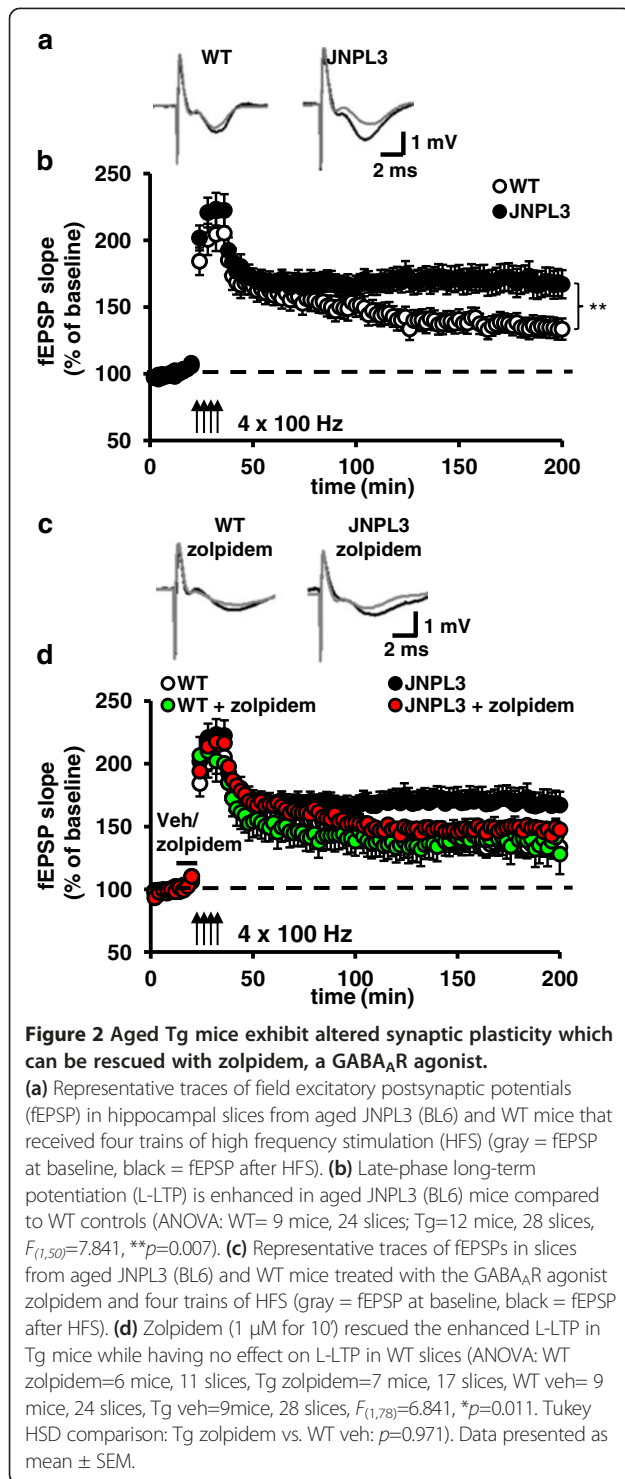 a
WT JNPL3
1 mV
2 ms
b
250
200
150
100
50
fEPSP slope
(% of baseline)
WT
JNPL3
**
4 x 100 Hz
0 50 100 150 200
time (min)
c
WT
zolpidem
JNPL3
zolpidem
1 mV
2 ms
d
WT
WT + zolpidem
JNPL3
JNPL3 + zolpidem
250
200
150
100
50
fEPSP slope
(% of baseline)
Veh/
zolpidem
4 x 100 Hz
0 50 100 150 200
time (min)
Figure 2 Aged Tg mice exhibit altered synaptic plasticity which
can be rescued with zolpidem, a GABAAR agonist.
(a) Representative traces of field excitatory postsynaptic potentials
(fEPSP) in hippocampal slices from aged JNPL3 (BL6) and WT mice that
received four trains of high frequency stimulation (HFS) (gray = fEPSP
at baseline, black = fEPSP after HFS). (b) Late-phase long-term
potentiation (L-LTP) is enhanced in aged JNPL3 (BL6) mice compared
to WT controls (ANOVA: WT= 9 mice, 24 slices; Tg=12 mice, 28 slices,
F(1,50)=7.841, **p=0.007). (c) Representative traces of fEPSPs in slices
from aged JNPL3 (BL6) and WT mice treated with the GABAAR agonist
zolpidem and four trains of HFS (gray = fEPSP at baseline, black = fEPSP
after HFS). (d) Zolpidem (1 μM for 10') rescued the enhanced L-LTP in
Tg mice while having no effect on L-LTP in WT slices (ANOVA: WT
zolpidem=6 mice, 11 slices, Tg zolpidem=7 mice, 17 slices, WT veh= 9
mice, 24 slices, Tg veh=9mice, 28 slices, F(1,78)=6.841, *p=0.011. Tukey
HSD comparison: Tg zolpidem vs. WT veh: p=0.971). Data presented as
mean ± SEM.